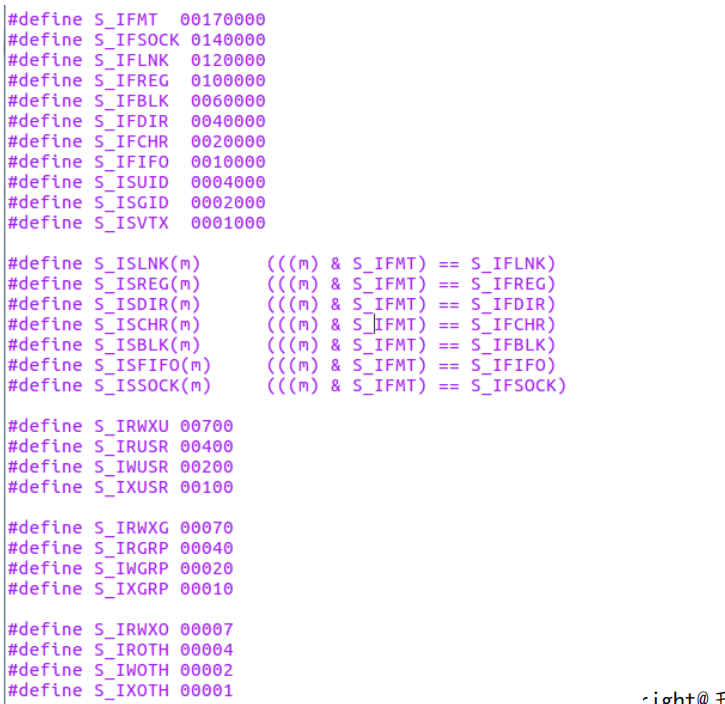 #define S_IFMT  00170000
#define S_IFSOCK 0140000
#define S_IFLNK  0120000
#define S_IFREG  0100000
#define S_IFBLK  0060000
#define S_IFDIR  0040000
#define S_IFCHR  0020000
#define S_IFIFO  0010000
#define S_ISUID  0004000
#define S_ISGID  0002000
#define S_ISVTX  0001000

#define S_ISLNK(m)      (((m) & S_IFMT) == S_IFLNK)
#define S_ISREG(m)      (((m) & S_IFMT) == S_IFREG)
#define S_ISDIR(m)      (((m) & S_IFMT) == S_IFDIR)
#define S_ISCHR(m)      (((m) & S_IFMT) == S_IFCHR)
#define S_ISBLK(m)      (((m) & S_IFMT) == S_IFBLK)
#define S_ISFIFO(m)     (((m) & S_IFMT) == S_IFIFO)
#define S_ISSOCK(m)     (((m) & S_IFMT) == S_IFSOCK)

#define S_IRWXU 00700
#define S_IRUSR 00400
#define S_IWUSR 00200
#define S_IXUSR 00100

#define S_IRWXG 00070
#define S_IRGRP 00040
#define S_IWGRP 00020
#define S_IXGRP 00010

#define S_IRWXO 00007
#define S_IROTH 00004
#define S_IWOTH 00002
#define S_IXOTH 00001